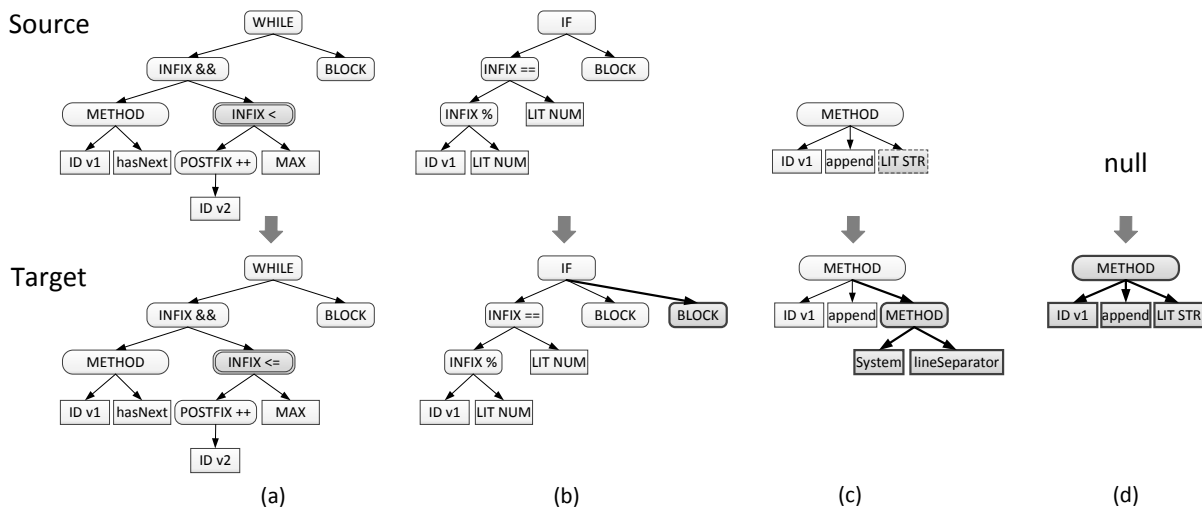 Source
WHILE
INFIX &&
BLOCK
METHOD
INFIX <
ID v1
hasNext
POSTFIX ++
MAX
ID v2
IF
INFIX ==
BLOCK
INFIX %
LIT NUM
ID v1
LIT NUM
METHOD
ID v1
append
LIT STR
null
Target
WHILE
INFIX &&
BLOCK
METHOD
INFIX <=
ID v1
hasNext
POSTFIX ++
MAX
ID v2
IF
INFIX ==
BLOCK
BLOCK
INFIX %
LIT NUM
ID v1
LIT NUM
METHOD
ID v1
append
METHOD
System
lineSeparator
METHOD
ID v1
append
LIT STR
(a)
(b)
(c)
(d)